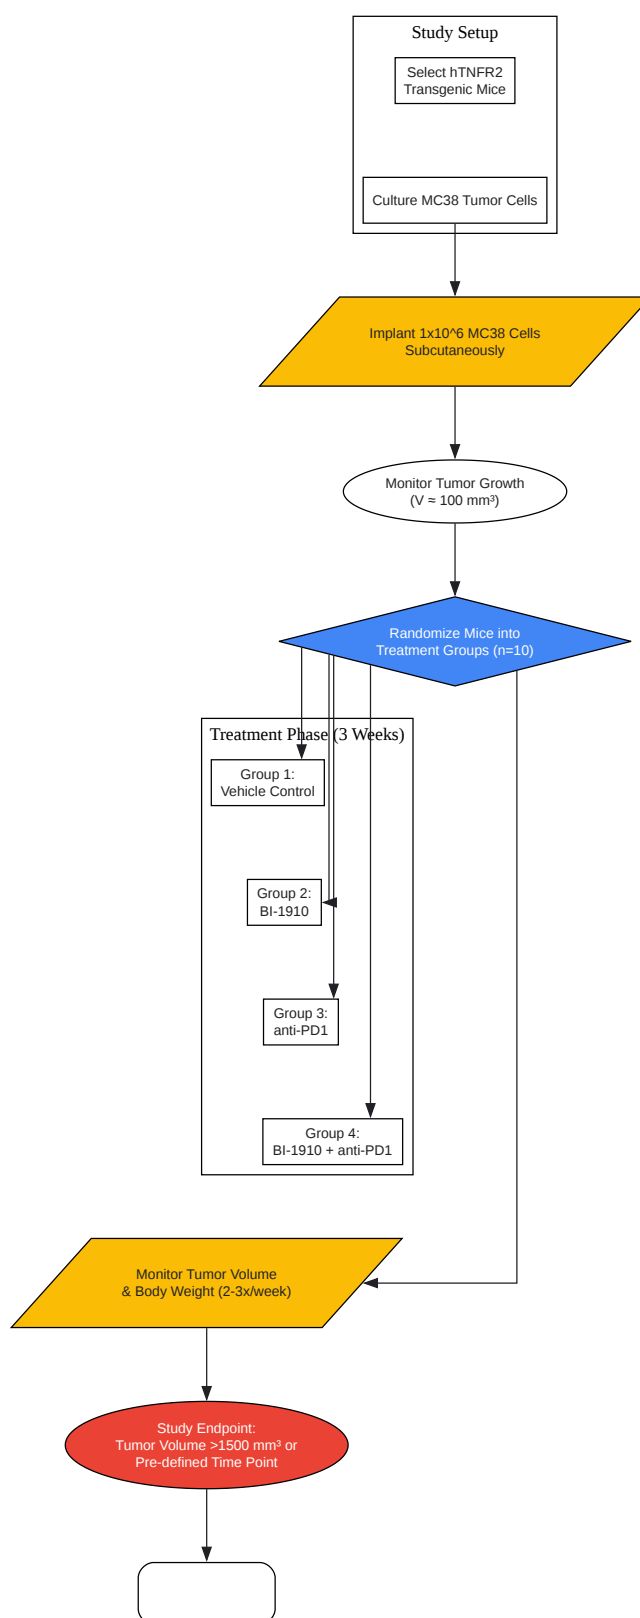 Study Setup
Select hTNFR2
Transgenic Mice
Culture MC38 Tumor Cells
Implant 1x10^6 MC38 Cells
Subcutaneously
Monitor Tumor Growth
(V ≈ 100 mm³)
Randomize Mice into
Treatment Groups (n=10)
Treatment Phase (3 Weeks)
Group 1:
Vehicle Control
Group 2:
BI-1910
Group 3:
anti-PD1
Group 4:
BI-1910 + anti-PD1
Monitor Tumor Volume
& Body Weight (2-3x/week)
Study Endpoint:
Tumor Volume >1500 mm³ or
Pre-defined Time Point